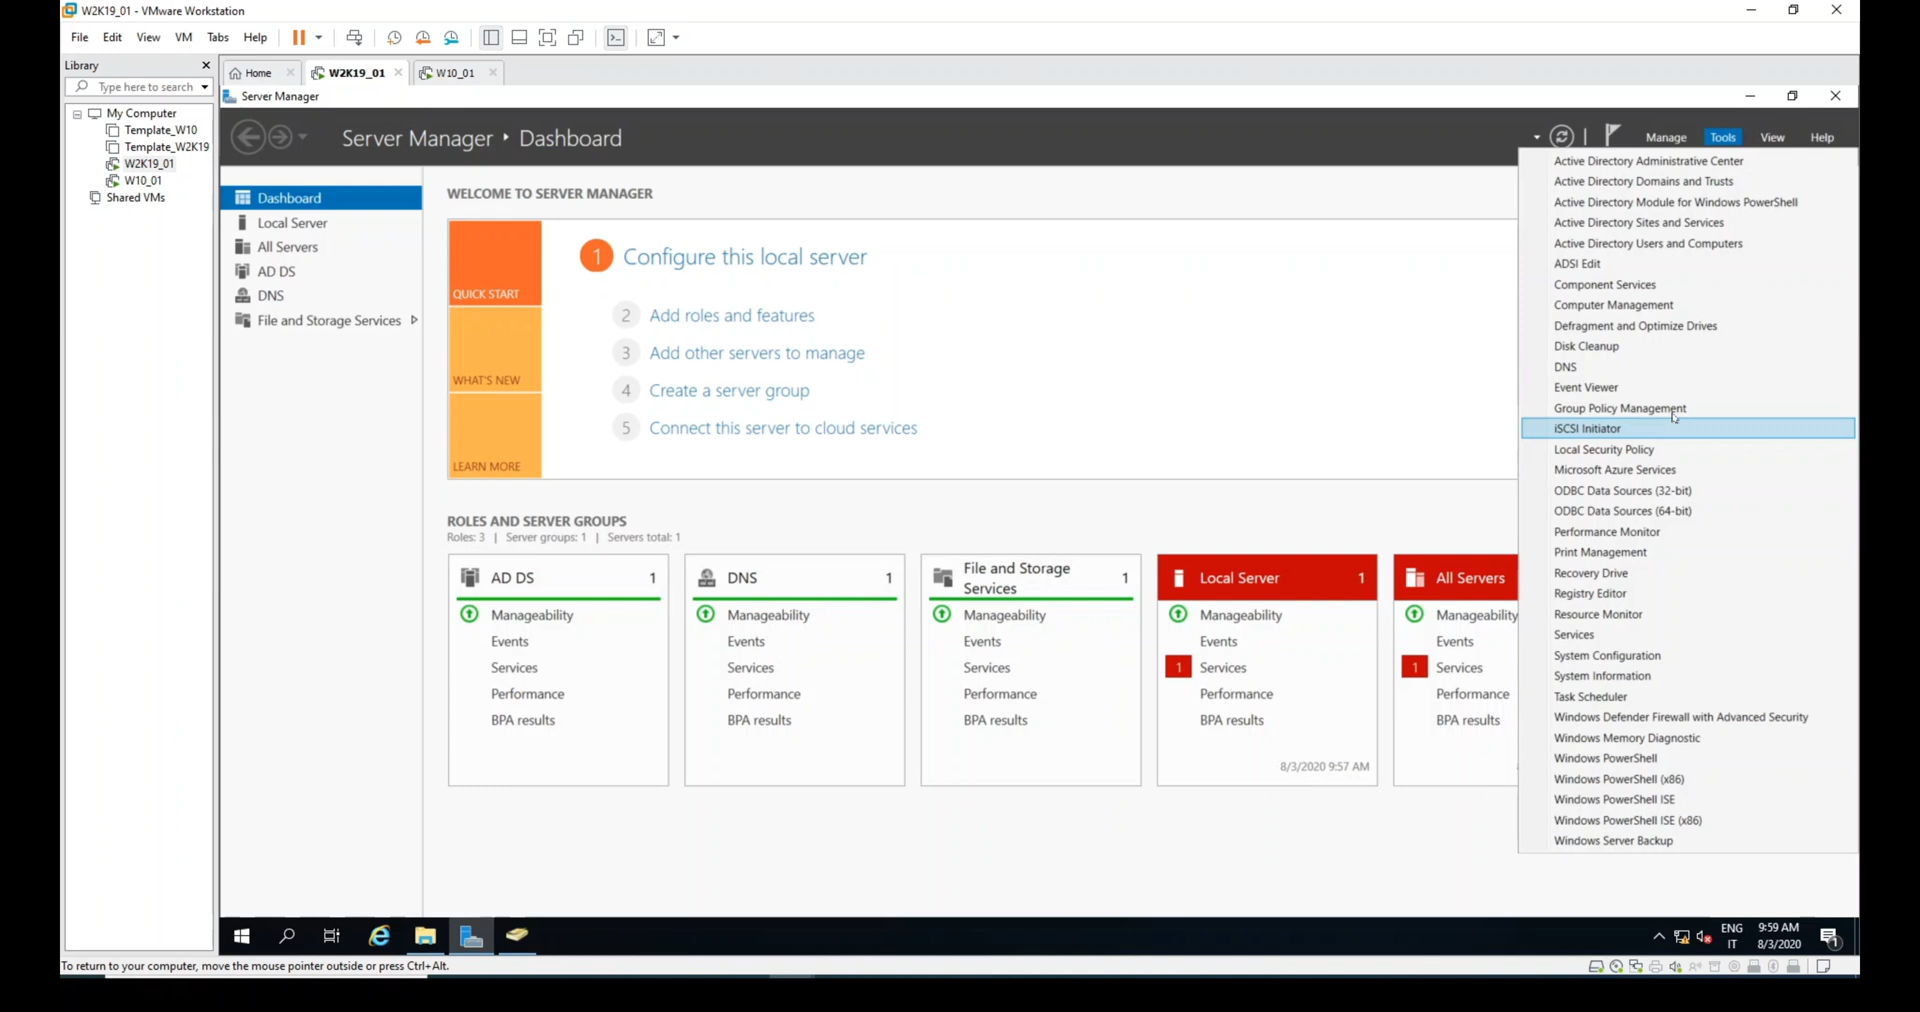 W2K19_01 - VMware Workstation
File Edit View VM Tabs Help
Library
Type here to search
My Computer
Template_W10
Template_W2K19
W2K19_01
W10_01
Shared VMs
Home W2K19_01 W10_01
Server Manager
Server Manager Dashboard
Manage Tools View Help
Dashboard
Local Server
All Servers
AD DS
DNS
File and Storage Services
WELCOME TO SERVER MANAGER
QUICK START
WHAT'S NEW
LEARN MORE
1 Configure this local server
2 Add roles and features
3 Add other servers to manage
4 Create a server group
5 Connect this server to cloud services
ROLES AND SERVER GROUPS
Roles: 3 | Server groups: 1 | Servers total: 1
AD DS 1
Manageability
Events
Services
Performance
BPA results
DNS 1
Manageability
Events
Services
Performance
BPA results
File and Storage
Services 1
Manageability
Events
Services
Performance
BPA results
Local Server 1
Manageability
Events
1 Services
Performance
BPA results
8/3/2020 9:57 AM
All Servers
Manageability
Events
1 Services
Performance
BPA results
Active Directory Administrative Center
Active Directory Domains and Trusts
Active Directory Module for Windows PowerShell
Active Directory Sites and Services
Active Directory Users and Computers
ADSI Edit
Component Services
Computer Management
Defragment and Optimize Drives
Disk Cleanup
DNS
Event Viewer
Group Policy Management
iSCSI Initiator
Local Security Policy
Microsoft Azure Services
ODBC Data Sources (32-bit)
ODBC Data Sources (64-bit)
Performance Monitor
Print Management
Recovery Drive
Registry Editor
Resource Monitor
Services
System Configuration
System Information
Task Scheduler
Windows Defender Firewall with Advanced Security
Windows Memory Diagnostic
Windows PowerShell
Windows PowerShell (x86)
Windows PowerShell ISE
Windows PowerShell ISE (x86)
Windows Server Backup
ENG
IT
9:59 AM
8/3/2020
1
To return to your computer, move the mouse pointer outside or press Ctrl+Alt.